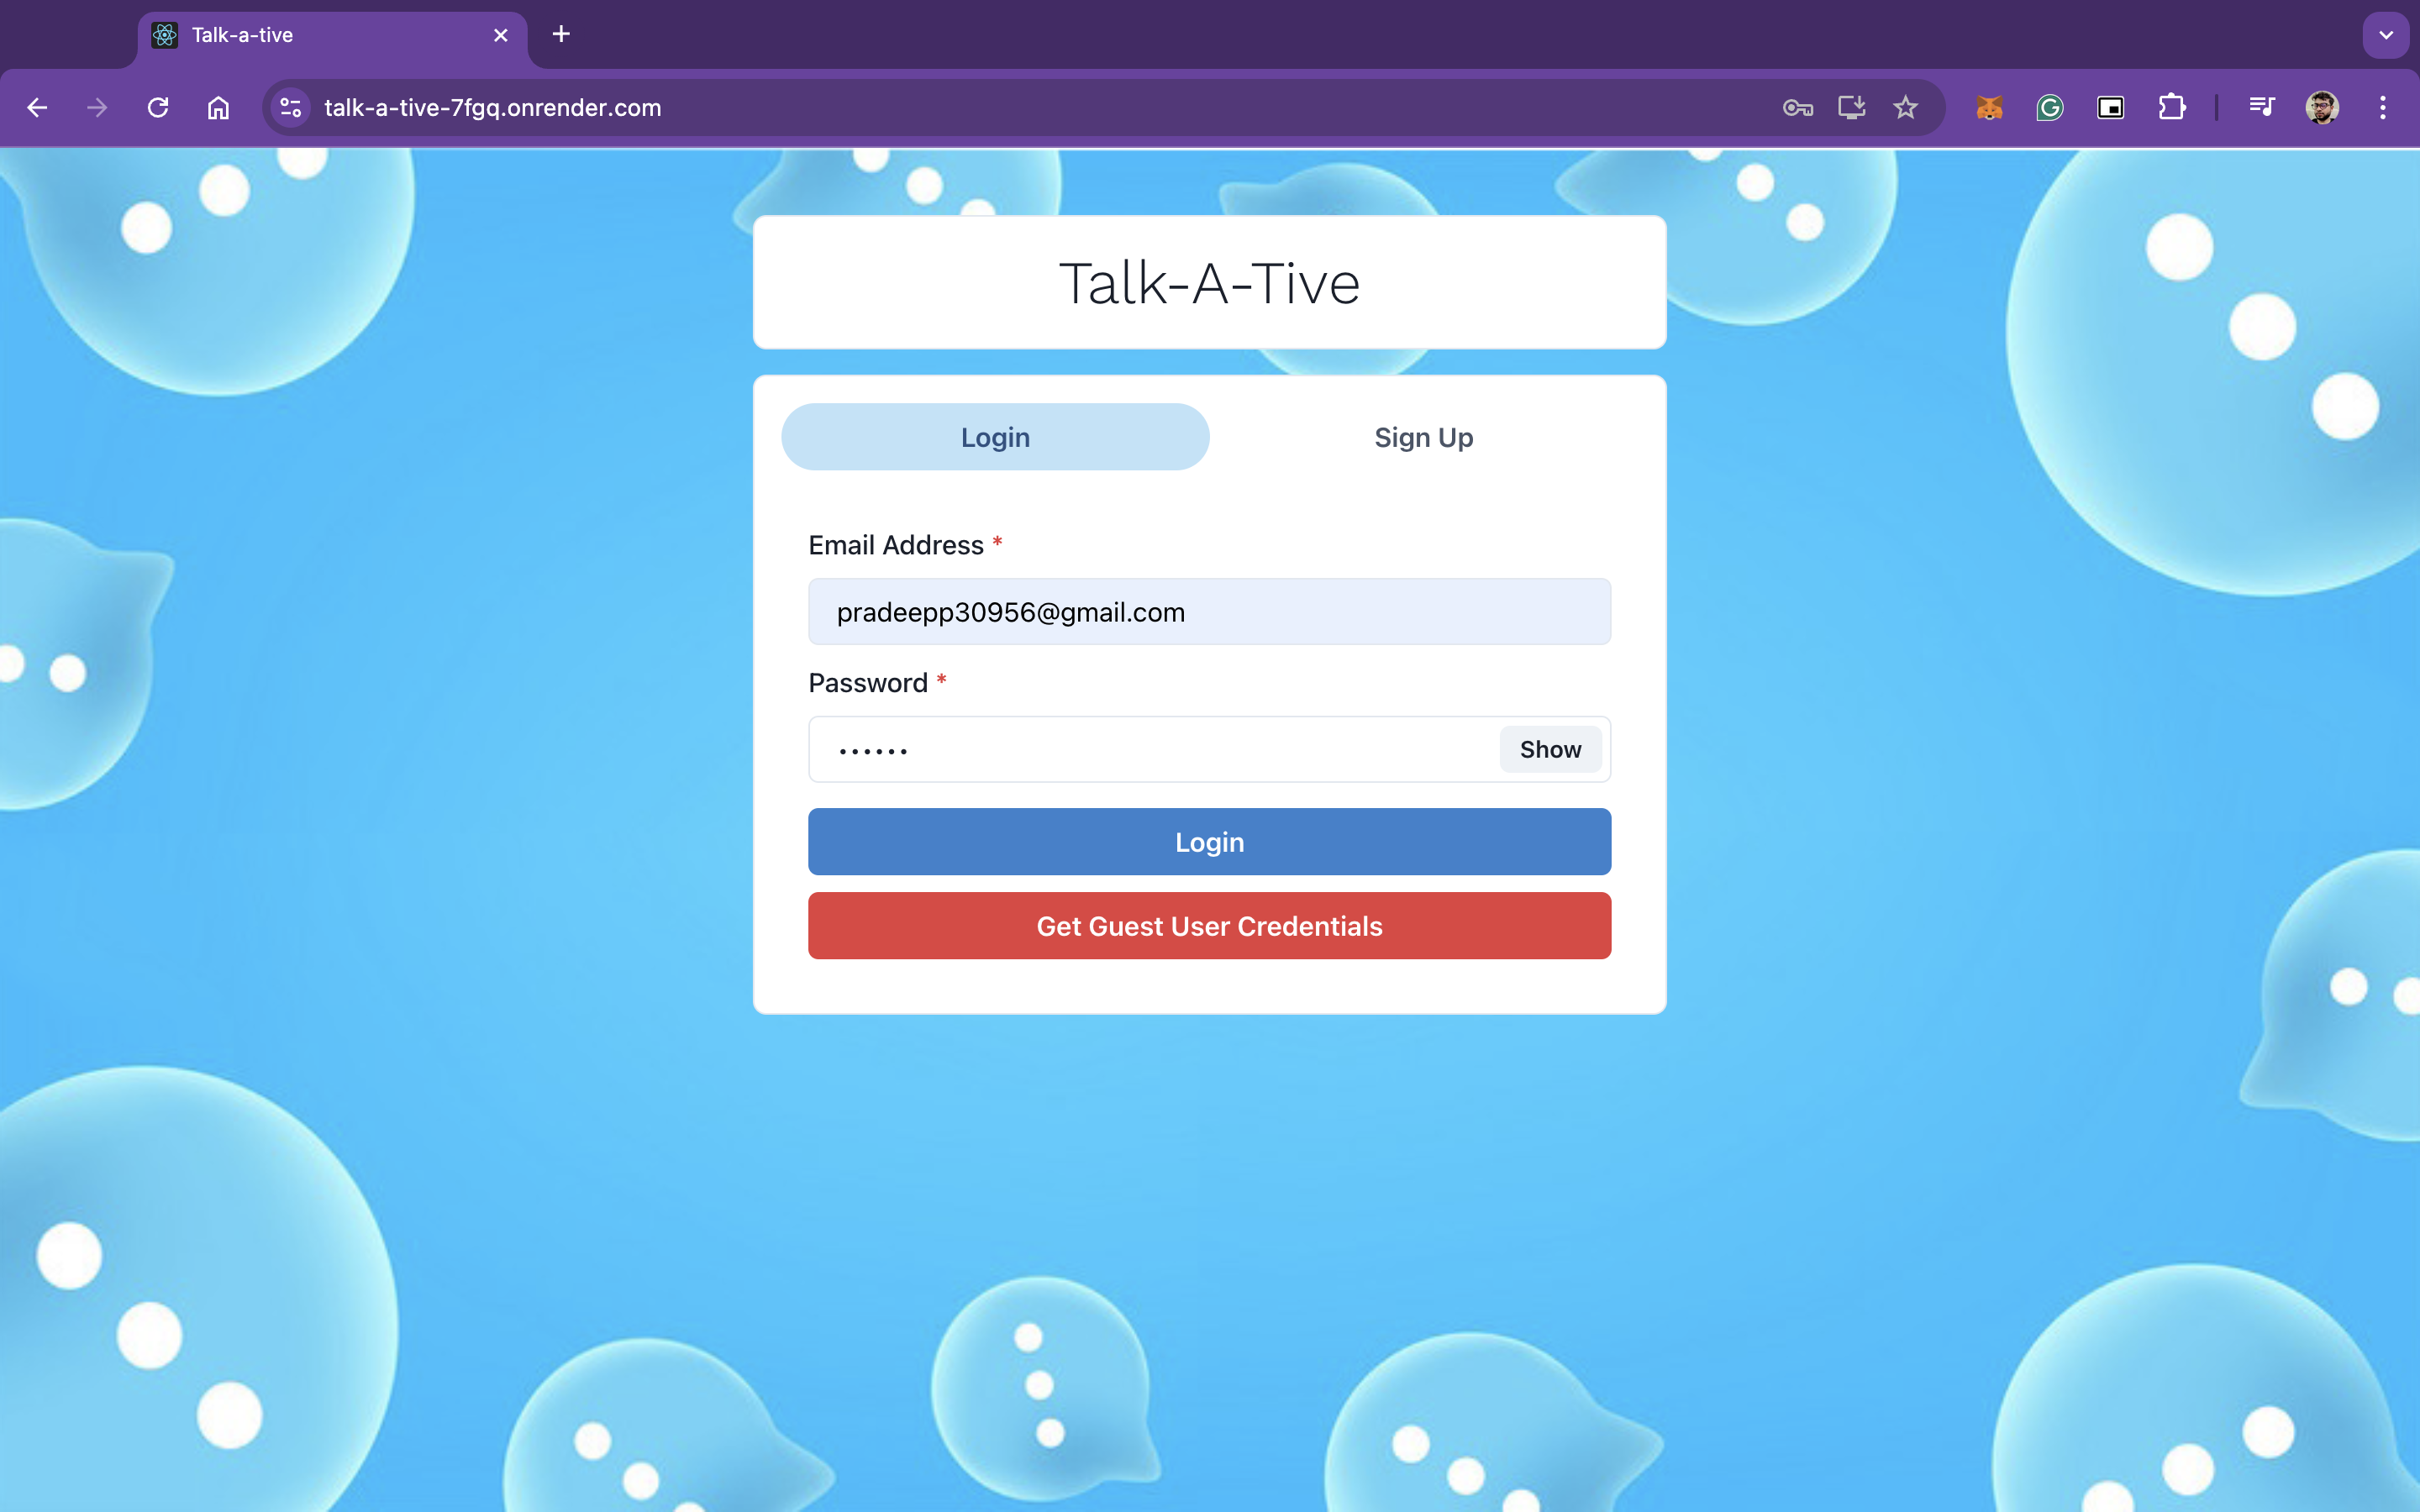 Talk-a-tive
talk-a-tive-7fgq.onrender.com
Talk-A-Tive
Login Sign Up
Email Address *
pradeepp30956@gmail.com
Password *
•••••• Show
Login
Get Guest User Credentials